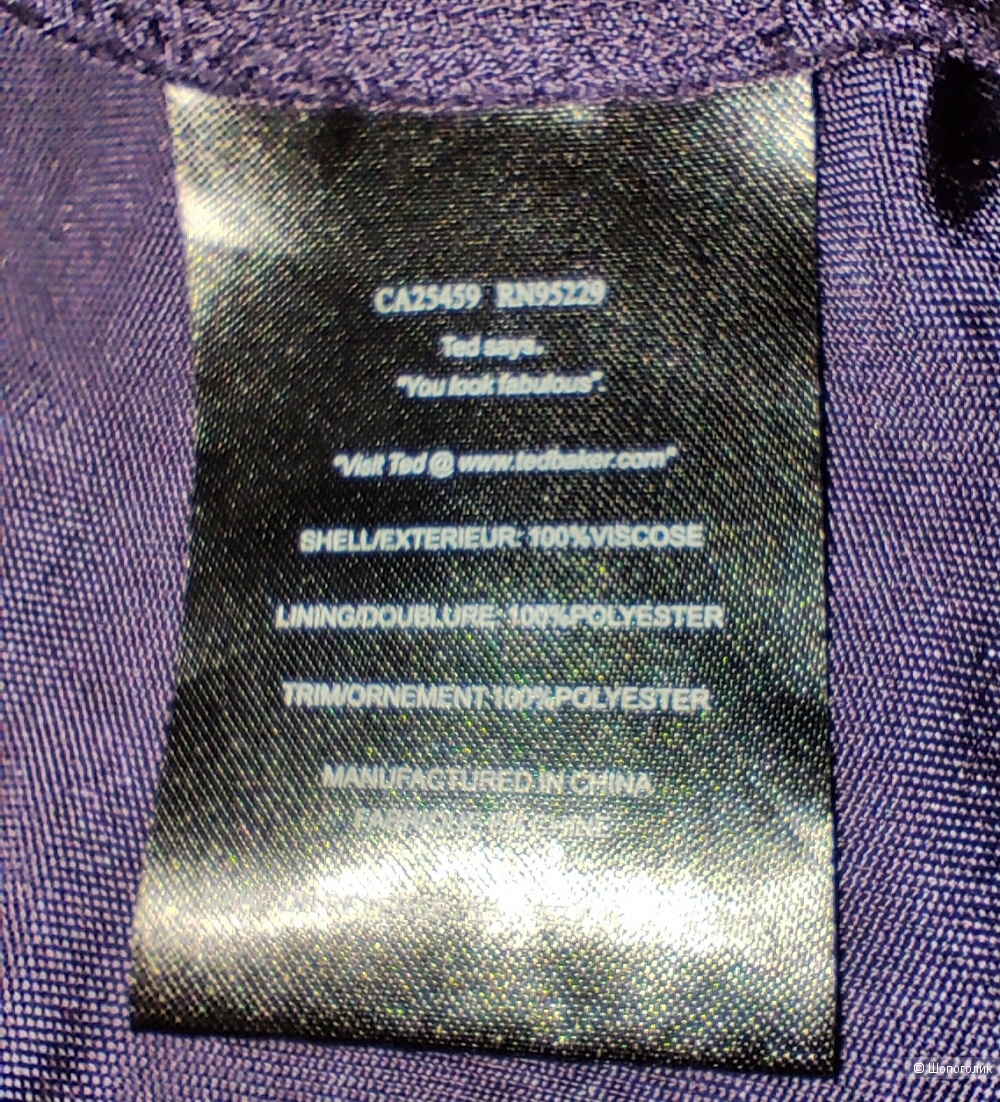 CA25459 RN95229
Ted says.
"You look fabulous".
"Visit Ted @ www.tedbaker.com"
SHELL/EXTERIEUR: 100%VISCOSE
LINING/DOUBLURE: 100%POLYESTER
TRIM/ORNEMENT:100%POLYESTER
MANUFACTURED IN CHINA
© Шопоголик